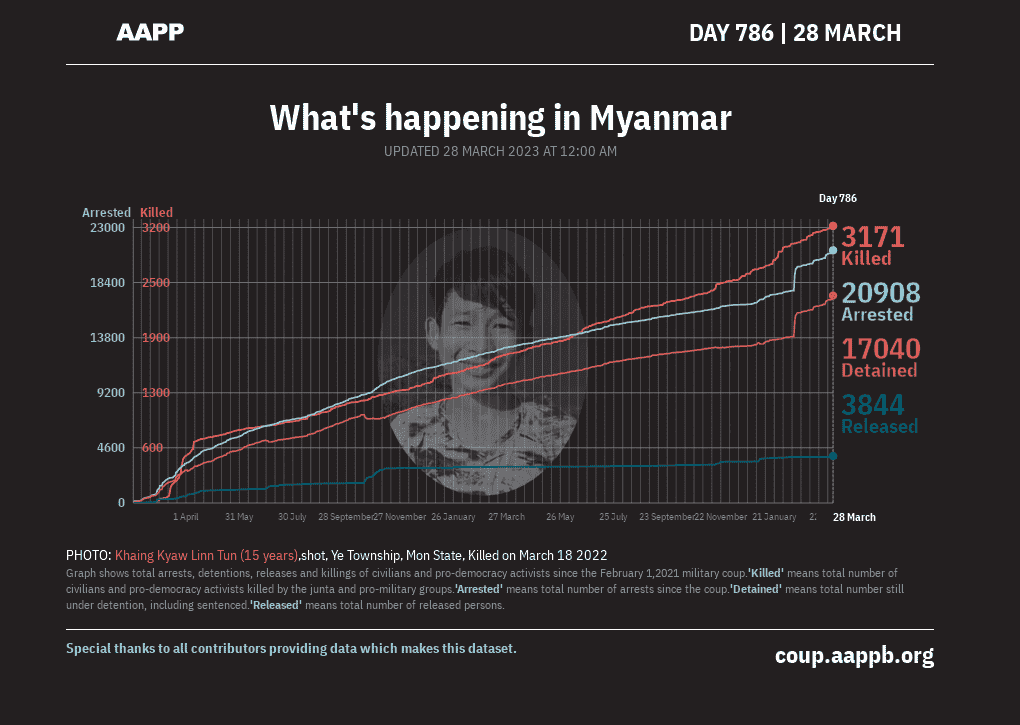 AAPP
DAY 786 | 28 MARCH
What's happening in Myanmar
UPDATED 28 MARCH 2023 AT 12:00 AM
Day 786
Arrested Killed
23000 3200
18400 2500
13800 1900
9200 1300
4600 600
0
3171
Killed
20908
Arrested
17040
Detained
3844
Released
1 April 31 May 30 July 28 September 27 November 26 January 27 March 26 May 25 July 23 September 22 November 21 January 28 March
PHOTO: Khaing Kyaw Linn Tun (15 years),shot, Ye Township, Mon State, Killed on March 18 2022
Graph shows total arrests, detentions, releases and killings of civilians and pro-democracy activists since the February 1,2021 military coup.'Killed' means total number of
civilians and pro-democracy activists killed by the junta and pro-military groups.'Arrested' means total number of arrests since the coup.'Detained' means total number still
under detention, including sentenced.'Released' means total number of released persons.
Special thanks to all contributors providing data which makes this dataset.
coup.aappb.org